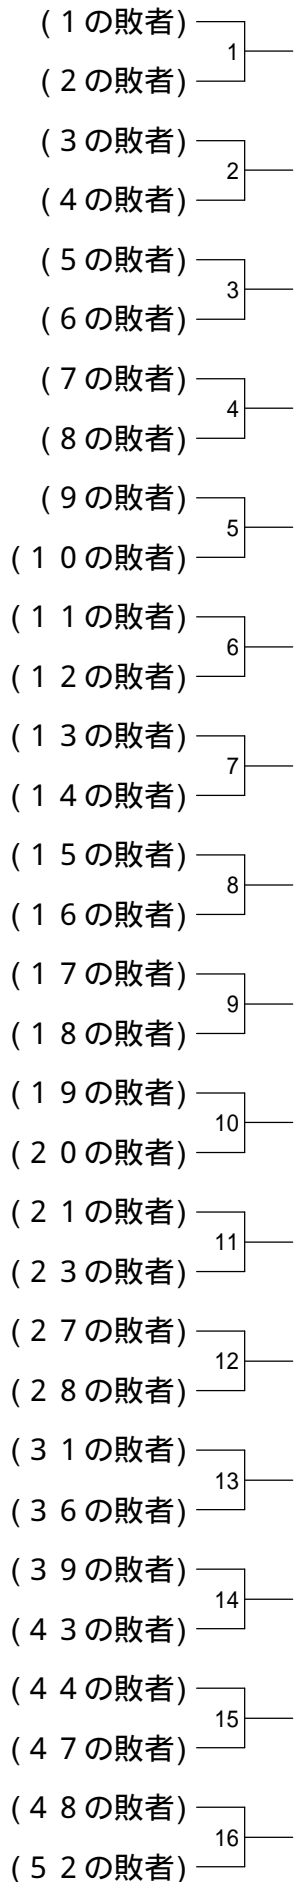 (1の敗者)
1
(2の敗者)
(3の敗者)
2
(4の敗者)
(5の敗者)
3
(6の敗者)
(7の敗者)
4
(8の敗者)
(9の敗者)
5
(10の敗者)
(11の敗者)
6
(12の敗者)
(13の敗者)
7
(14の敗者)
(15の敗者)
8
(16の敗者)
(17の敗者)
9
(18の敗者)
(19の敗者)
10
(20の敗者)
(21の敗者)
11
(23の敗者)
(27の敗者)
12
(28の敗者)
(31の敗者)
13
(36の敗者)
(39の敗者)
14
(43の敗者)
(44の敗者)
15
(47の敗者)
(48の敗者)
16
(52の敗者)